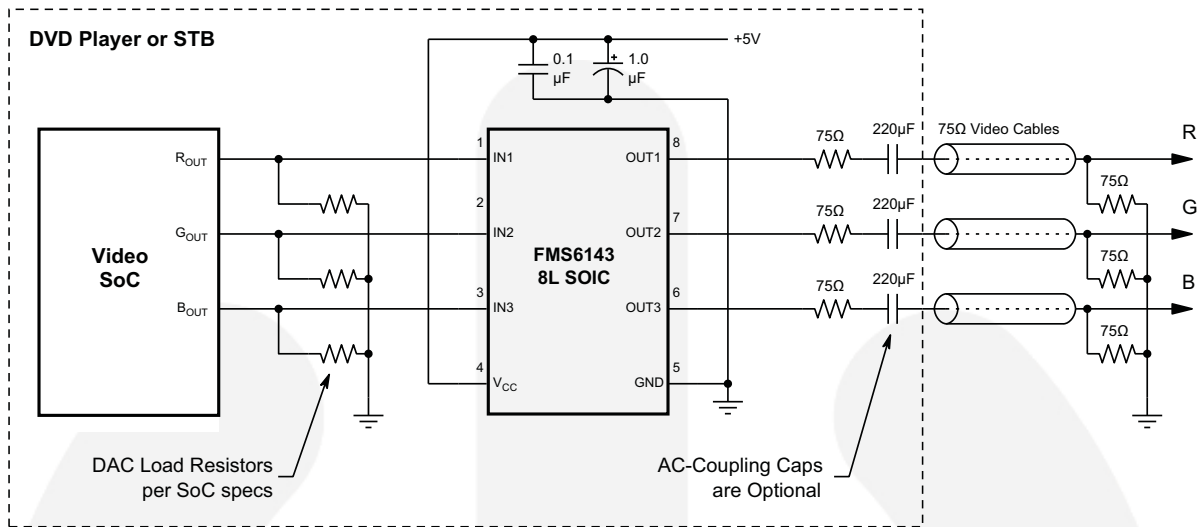 DVD Player or STB
+5V
0.1
µF
+
1.0
µF
Video
SoC
R_OUT
G_OUT
B_OUT
1
2
3
4
IN1
IN2
IN3
V_CC
FMS6143
8L SOIC
8
7
6
5
OUT1
OUT2
OUT3
GND
75Ω
220µF
75Ω
220µF
75Ω
220µF
75Ω Video Cables
R
75Ω
G
75Ω
B
75Ω
DAC Load Resistors
per SoC specs
AC-Coupling Caps
are Optional